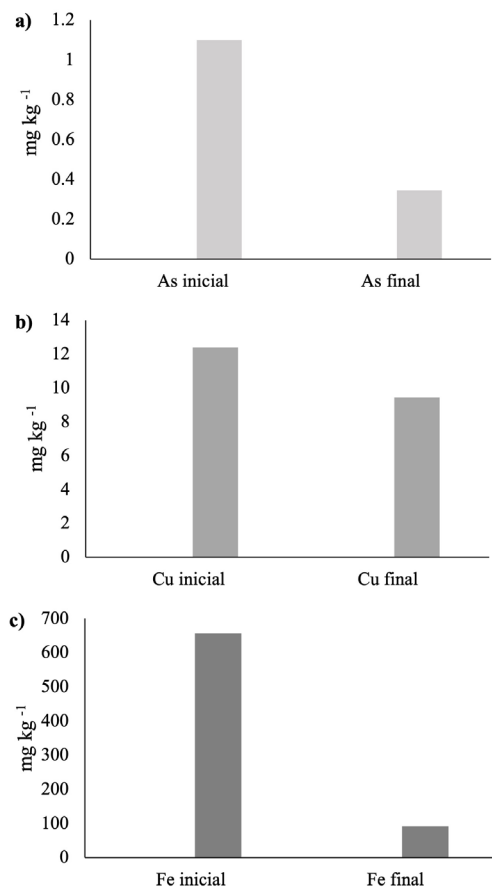 a)
1.2
1
0.8
0.6
0.4
0.2
0
mg kg -1
As inicial As final
b)
14
12
10
8
6
4
2
0
mg kg -1
Cu inicial Cu final
c)
700
600
500
400
300
200
100
0
mg kg -1
Fe inicial Fe final